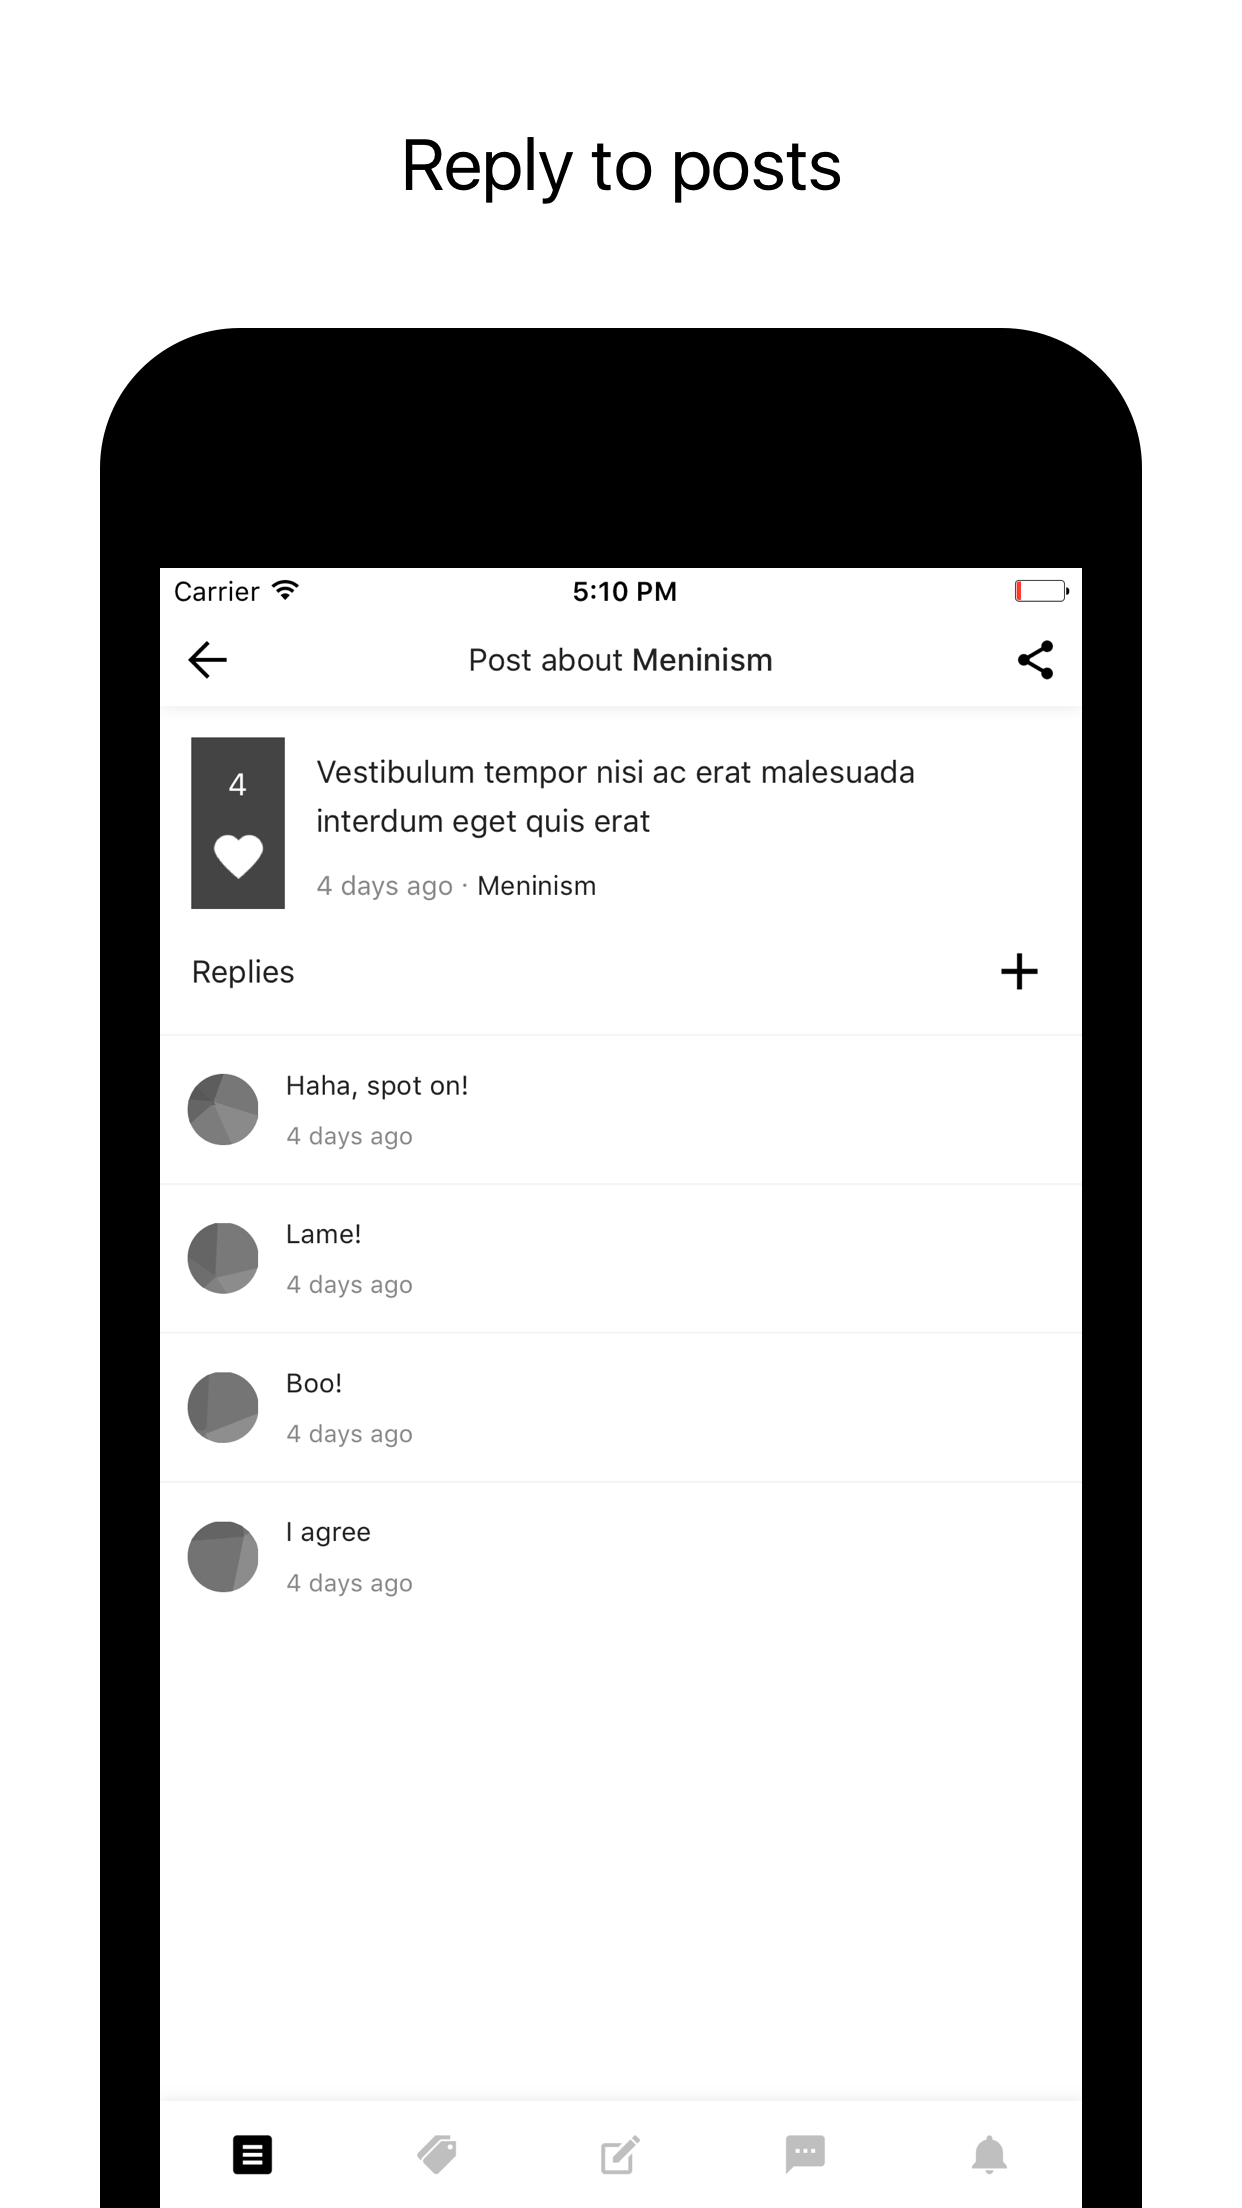 Reply to posts
Carrier
5:10 PM
Post about Meninism
4
Vestibulum tempor nisi ac erat malesuada
interdum eget quis erat
4 days ago · Meninism
Replies
Haha, spot on!
4 days ago
Lame!
4 days ago
Boo!
4 days ago
I agree
4 days ago